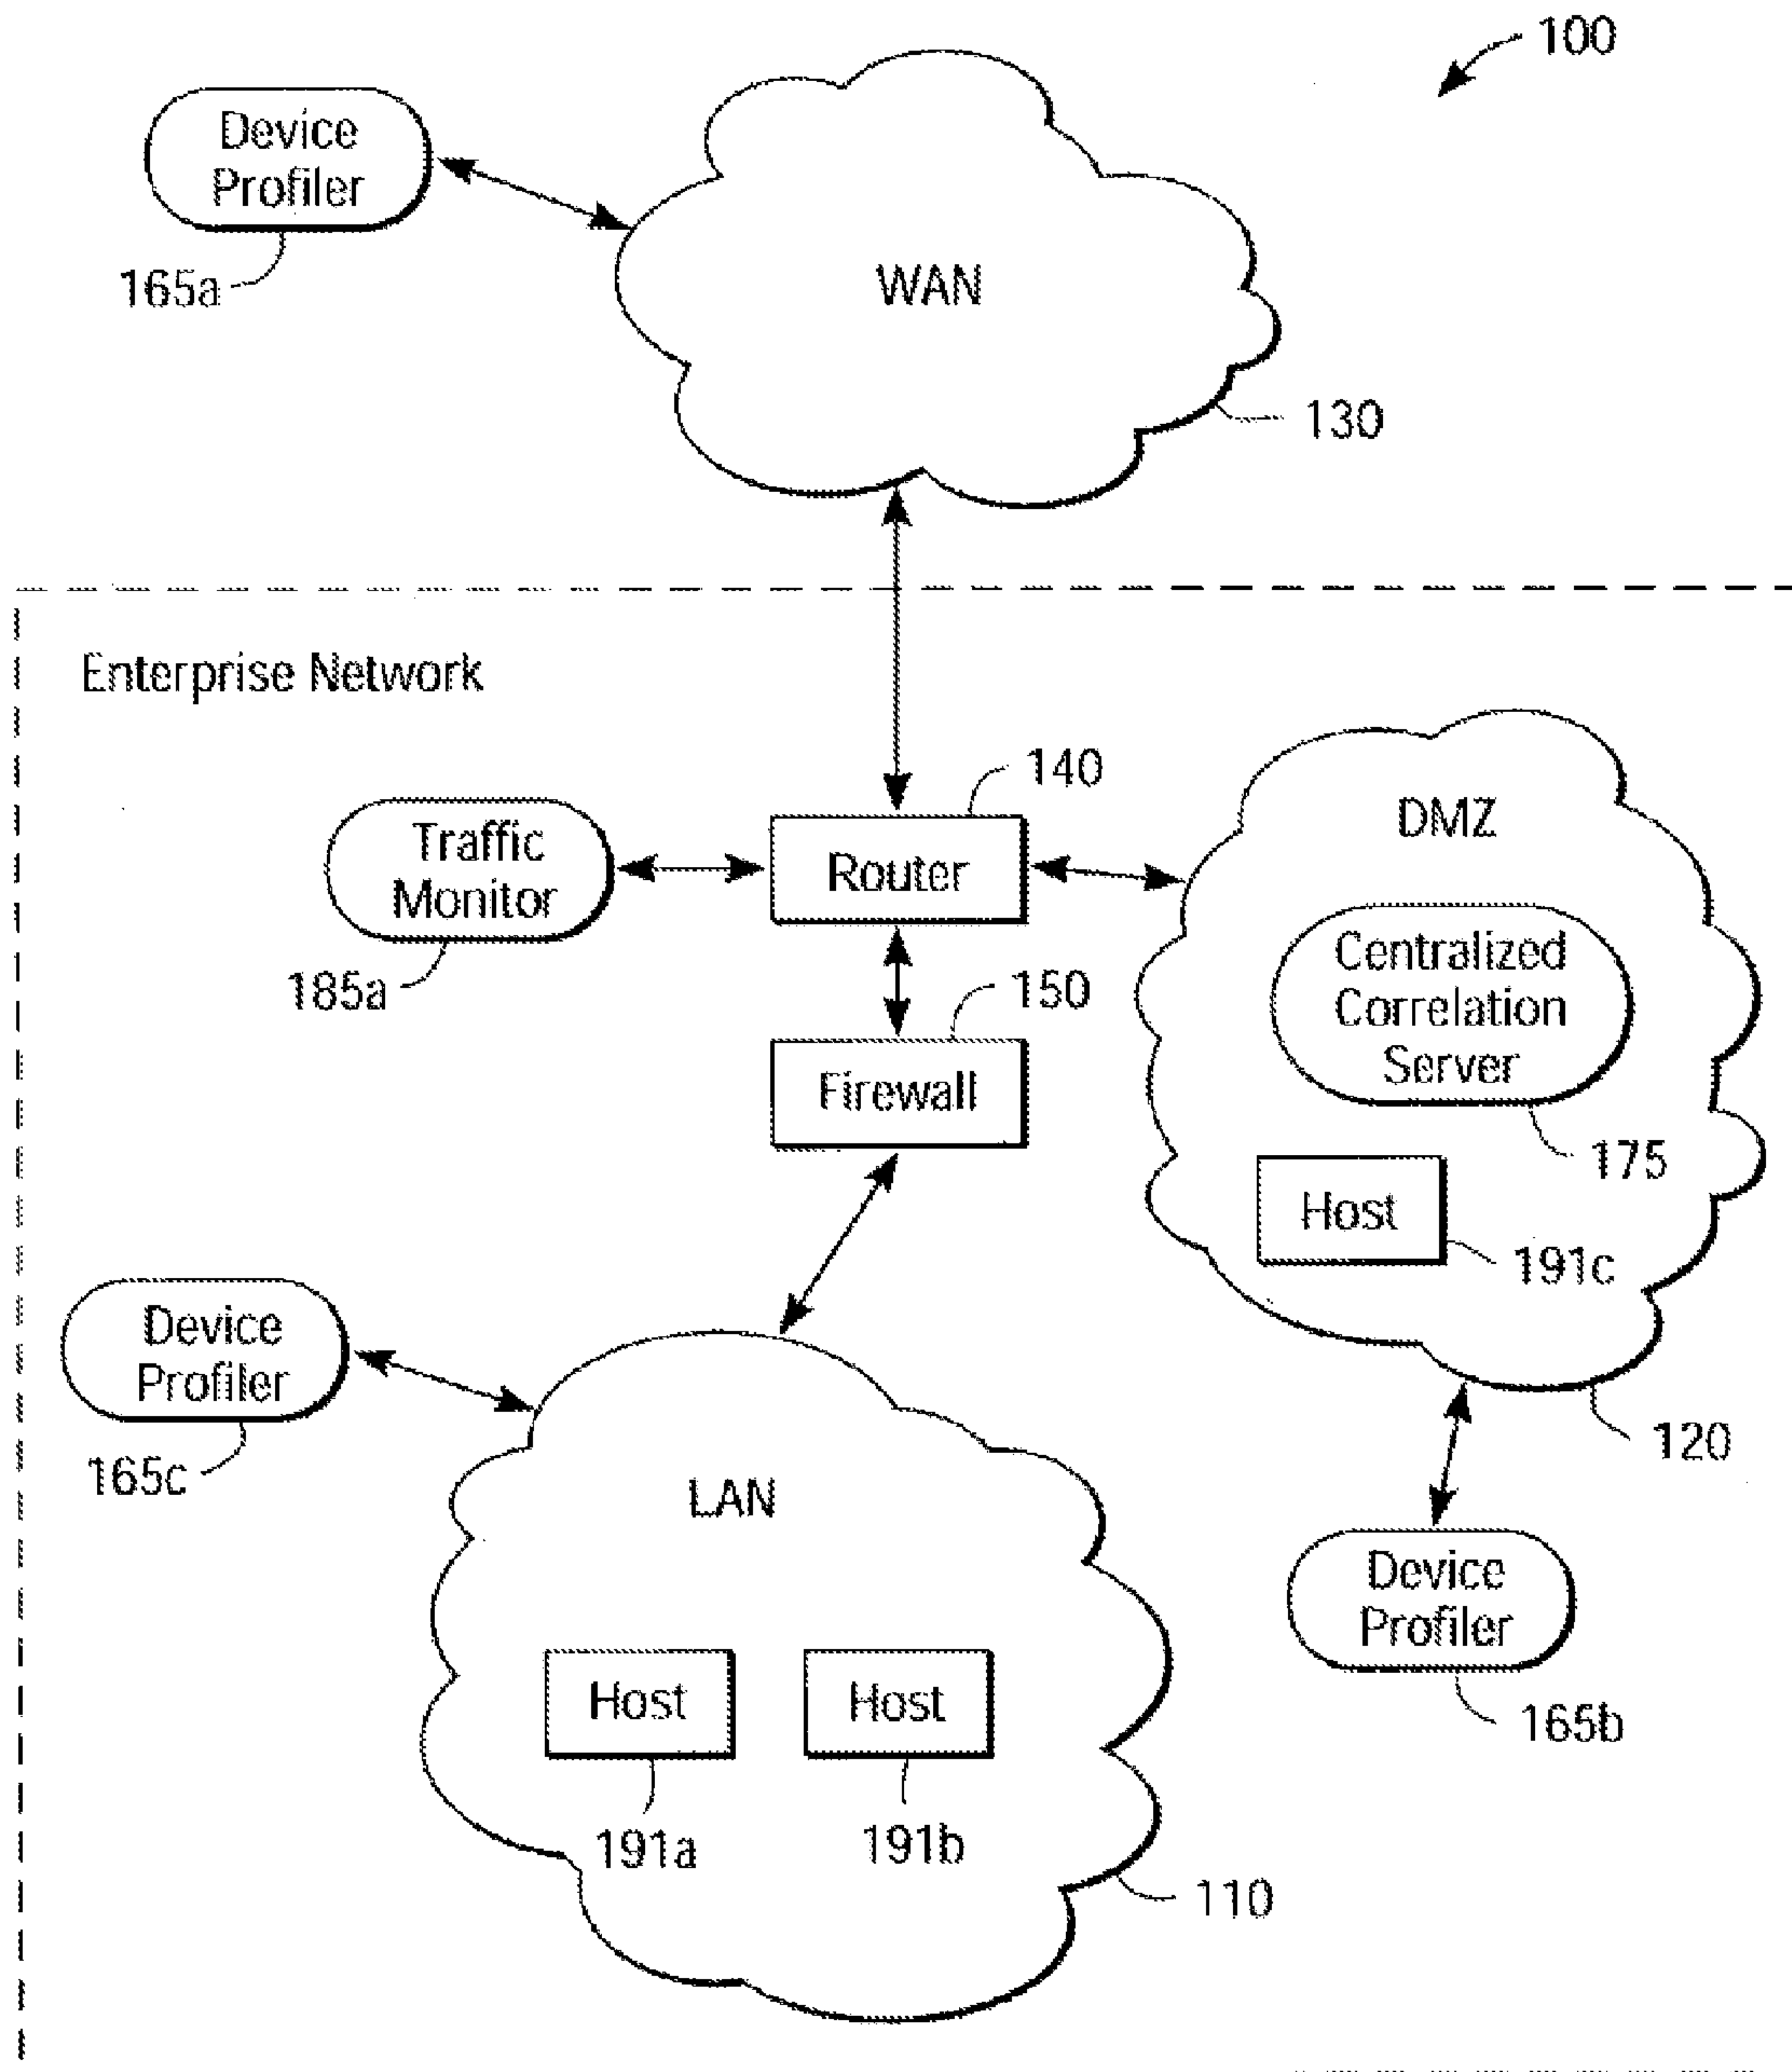 100
Device
Profiler
165a
WAN
130
Enterprise Network
140
Traffic
Monitor
185a
Router
DMZ
150
Firewall
Centralized
Correlation
Server
175
Host
191c
Device
Profiler
165c
120
LAN
Device
Profiler
165b
Host
Host
191a
191b
110